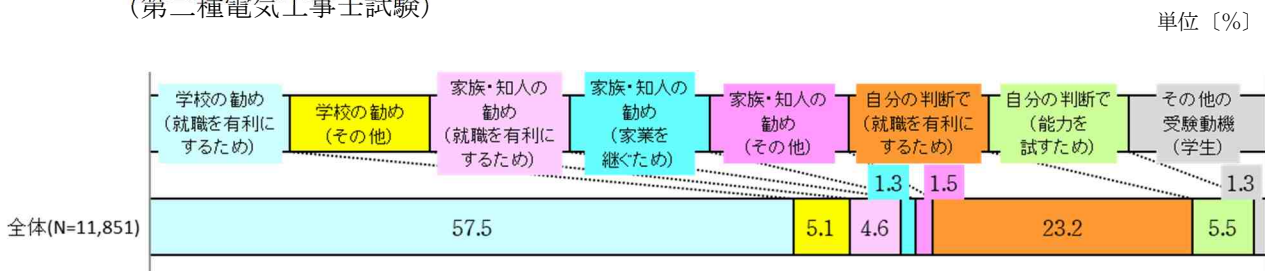 (第二種電気工事士試験)
単位〔%〕
学校の勧め
(就職を有利に
するため)
学校の勧め
(その他)
家族・知人の
勧め
(就職を有利に
するため)
家族・知人の
勧め
(家業を
継ぐため)
家族・知人の
勧め
(その他)
自分の判断で
(就職を有利に
するため)
自分の判断で
(能力を
試すため)
その他の
受験動機
(学生)
1.3
1.5
1.3
全体(N=11,851)
57.5
5.1
4.6
23.2
5.5